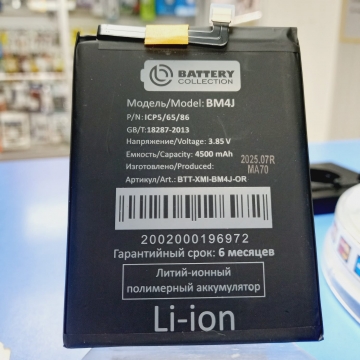 BATTERY
COLLECTION
Модель/Model: BM4J
P/N: ICP5/65/86
GB/T:18287-2013
Напряжение/Voltage: 3.85 V
Емкость/Capacity: 4500 mAh
Изготовлено/Produced: 2025.07R
MA70
Артикул/Art.: BTT-XMI-BM4J-OR
2002000196972
Гарантийный срок: 6 месяцев
Литий-ионный
полимерный аккумулятор
Li-ion